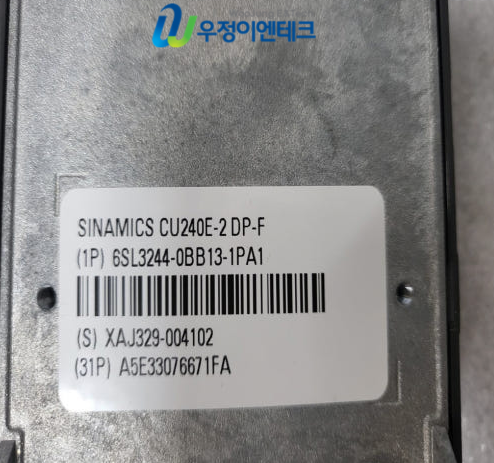 우정이엔테크
SINAMICS CU240E-2 DP-F
(1P) 6SL3244-0BB13-1PA1
(S) XAJ329-004102
(31P) A5E33076671FA